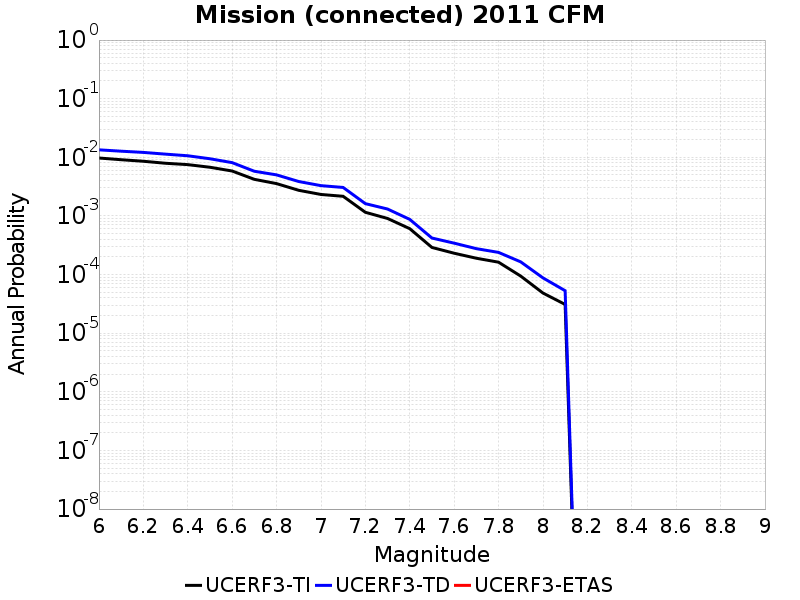 Mission (connected) 2011 CFM
Annual Probability
10^0
10^-1
10^-2
10^-3
10^-4
10^-5
10^-6
10^-7
10^-8
6 6.2 6.4 6.6 6.8 7 7.2 7.4 7.6 7.8 8 8.2 8.4 8.6 8.8 9
Magnitude
UCERF3-TI UCERF3-TD UCERF3-ETAS